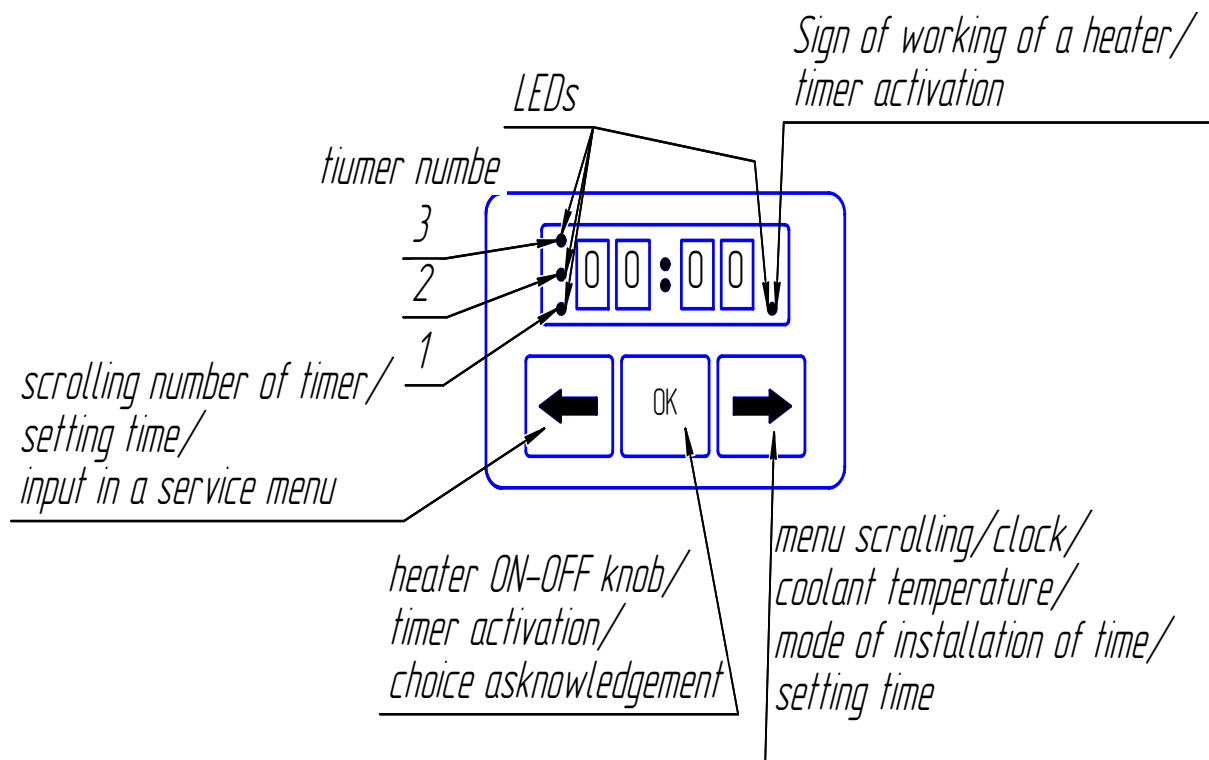 Sign of working of a heater/
timer activation
LEDs
tiumer numbe
3
2
1
00:00
OK
scrolling number of timer/
setting time/
input in a service menu
heater ON-OFF knob/
timer activation/
choice asknowledgement
menu scrolling/clock/
coolant temperature/
mode of installation of time/
setting time